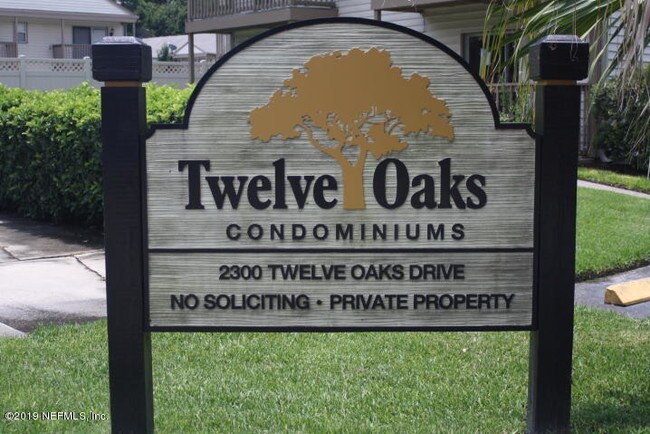 Twelve Oaks
CONDOMINIUMS
2300 TWELVE OAKS DRIVE
NO SOLICITING • PRIVATE PROPERTY
©2019 NEFMLS, Inc.